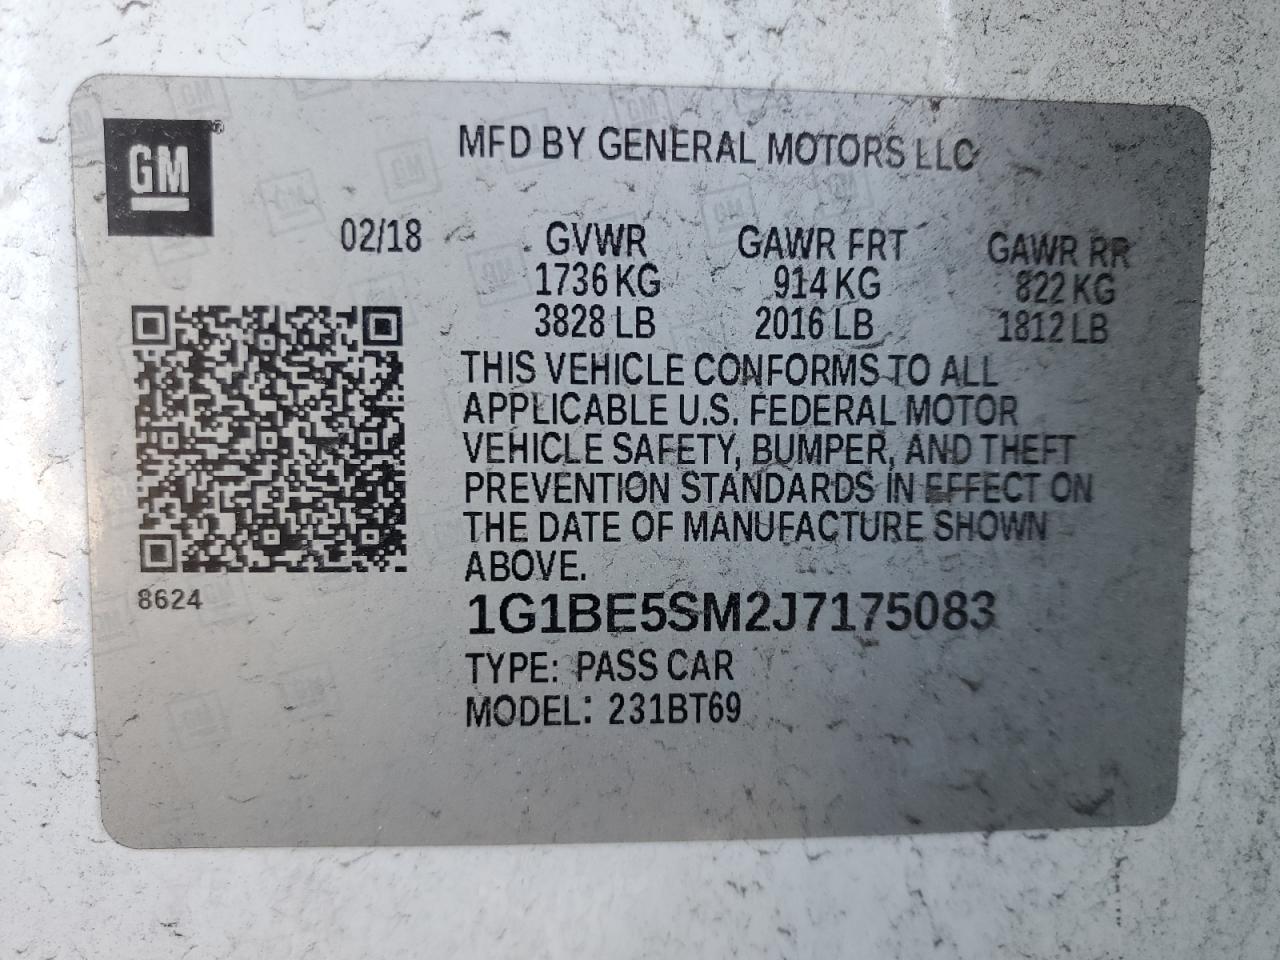 GM ®
MFD BY GENERAL MOTORS LLC
02/18 GVWR GAWR FRT GAWR RR
1736 KG 914 KG 822 KG
3828 LB 2016 LB 1812 LB
THIS VEHICLE CONFORMS TO ALL
APPLICABLE U.S. FEDERAL MOTOR
VEHICLE SAFETY, BUMPER, AND THEFT
PREVENTION STANDARDS IN EFFECT ON
THE DATE OF MANUFACTURE SHOWN
ABOVE.
8624
1G1BE5SM2J7175083
TYPE: PASS CAR
MODEL: 231BT69